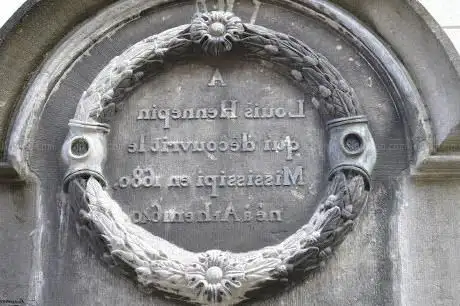 A
Louis Hennepin
qui découvrit le
Mississipi en 1680.
né à Ath en 1640